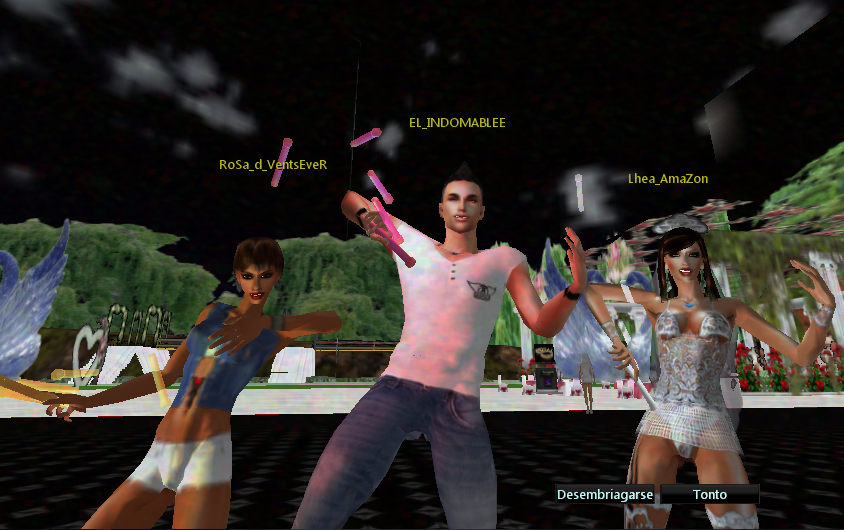 EL_INDOMABLEE
RoSa_d_VentsEveR
Lhea_AmaZon
Desembriagarse
Tonto